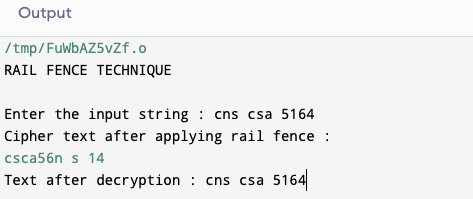 Output
/tmp/FuWbAZ5vZf.o
RAIL FENCE TECHNIQUE
Enter the input string : cns csa 5164
Cipher text after applying rail fence :
csca56n s 14
Text after decryption : cns csa 5164